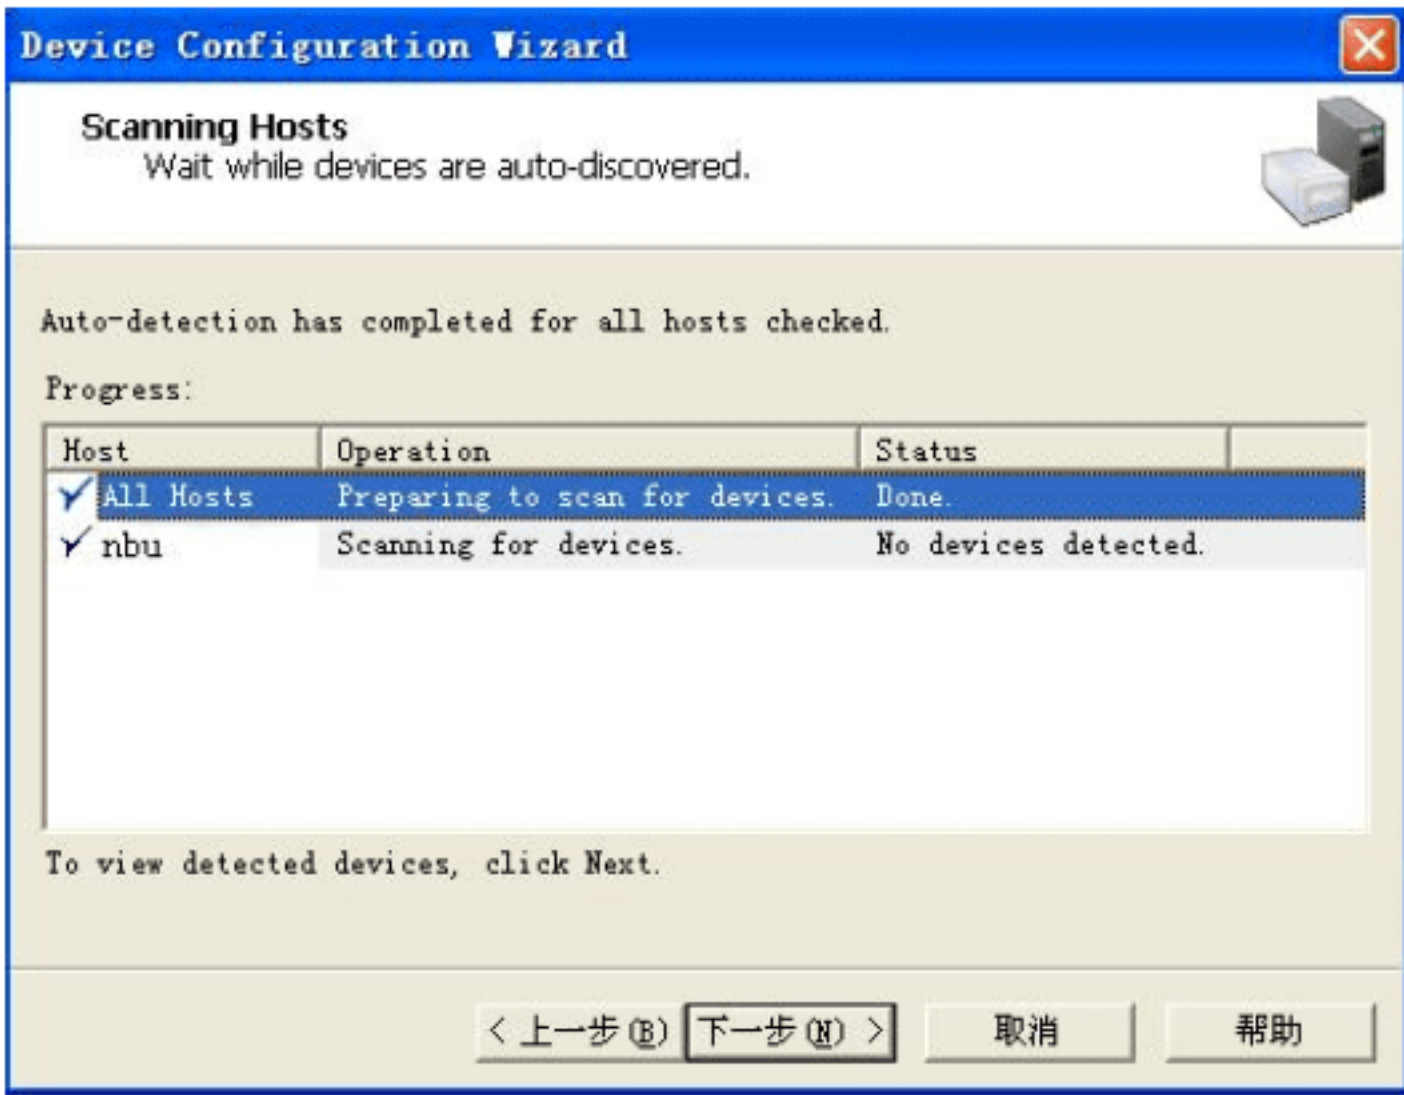 Device Configuration Wizard
Scanning Hosts
Wait while devices are auto-discovered.
Auto-detection has completed for all hosts checked.
Progress:
Host Operation Status
All Hosts Preparing to scan for devices. Done.
nbu Scanning for devices. No devices detected.
To view detected devices, click Next.
< 上一步(B) 下一步(N) > 取消 帮助